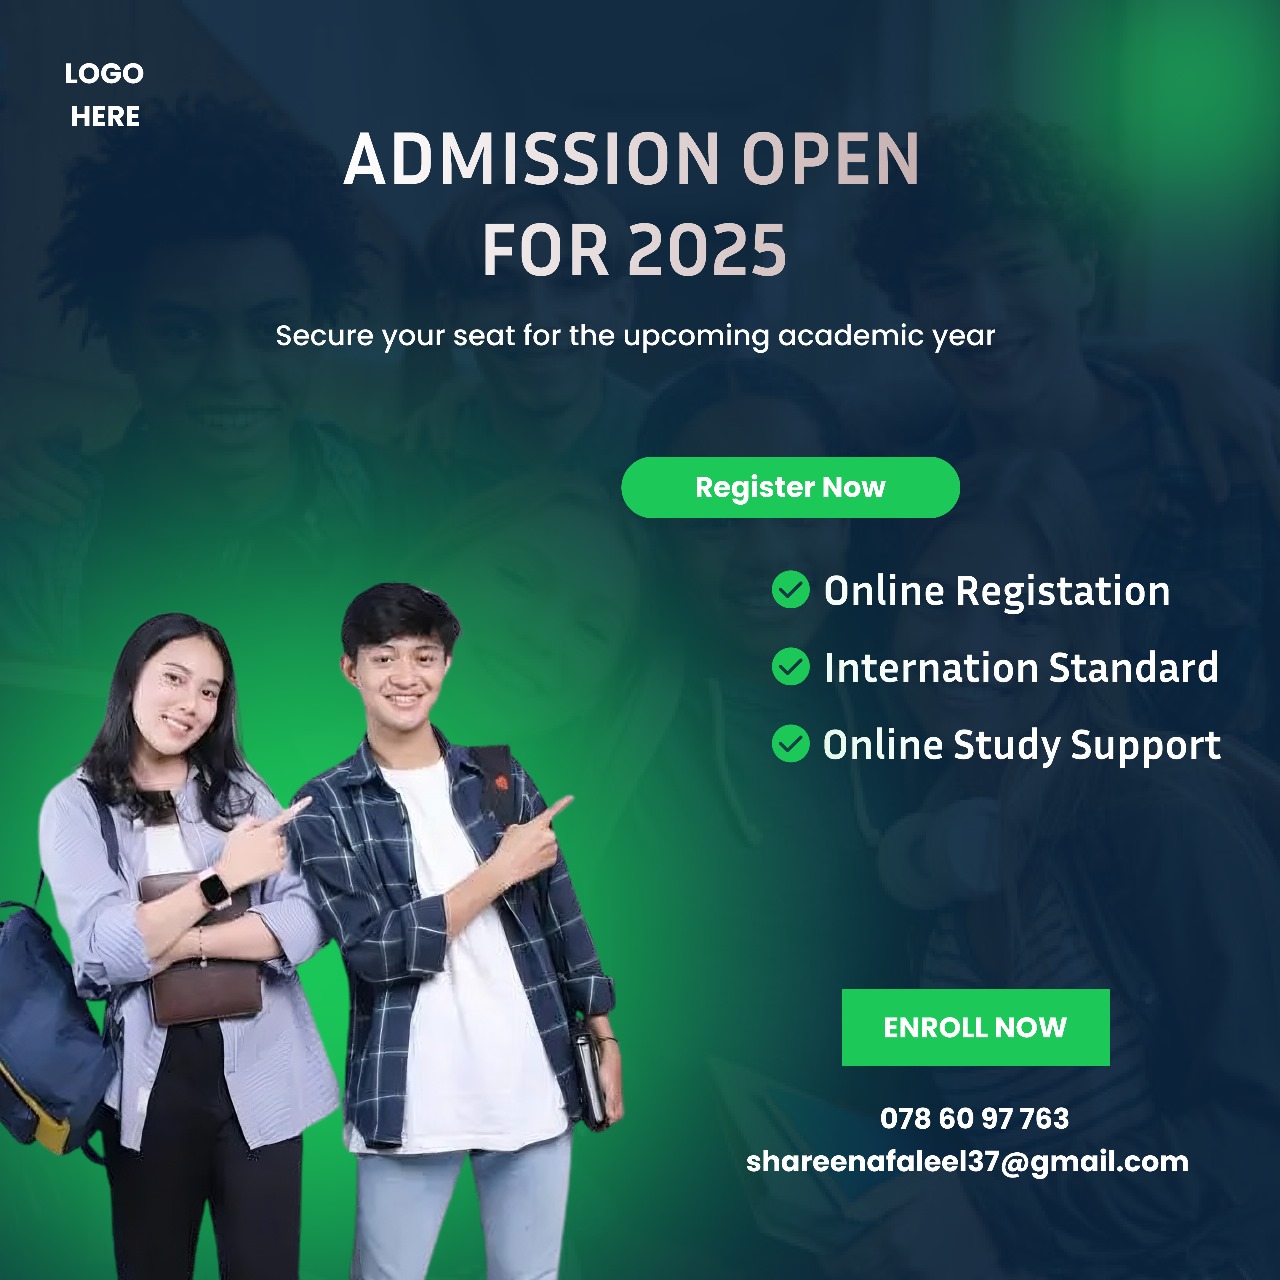 LOGO
HERE
ADMISSION OPEN
FOR 2025
Secure your seat for the upcoming academic year
Register Now
Online Registation
Internation Standard
Online Study Support
ENROLL NOW
078 60 97 763
shareenafaleel37@gmail.com